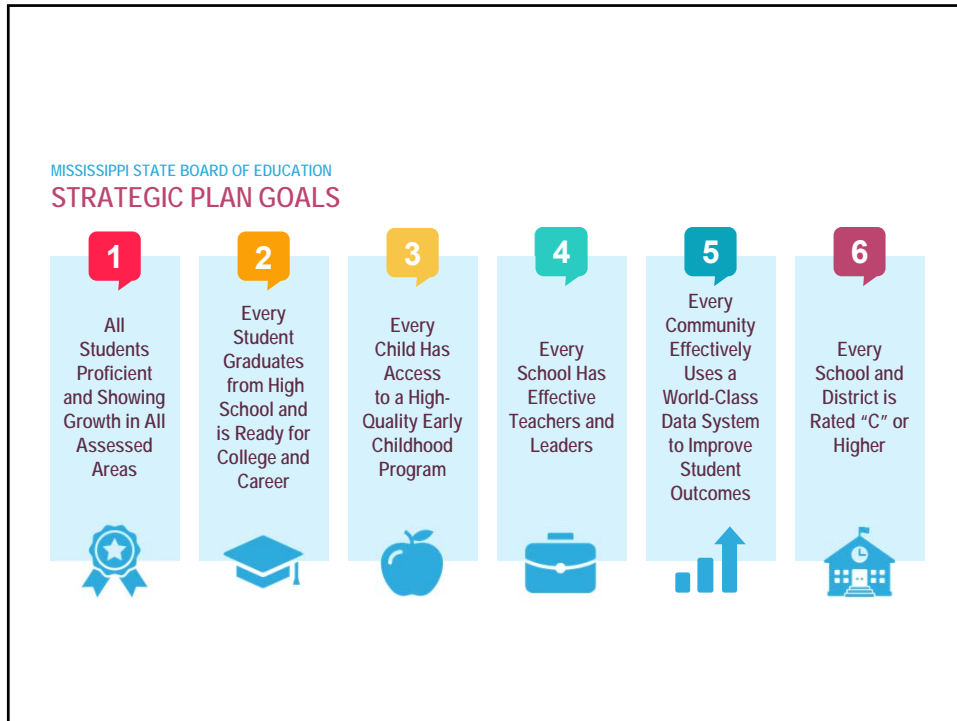 MISSISSIPPI STATE BOARD OF EDUCATION
STRATEGIC PLAN GOALS
1
All
Students
Proficient
and Showing
Growth in All
Assessed
Areas
2
Every
Student
Graduates
from High
School and
is Ready for
College and
Career
3
Every
Child Has
Access
to a High-
Quality Early
Childhood
Program
4
Every
School Has
Effective
Teachers and
Leaders
5
Every
Community
Effectively
Uses a
World-Class
Data System
to Improve
Student
Outcomes
6
Every
School and
District is
Rated “C” or
Higher